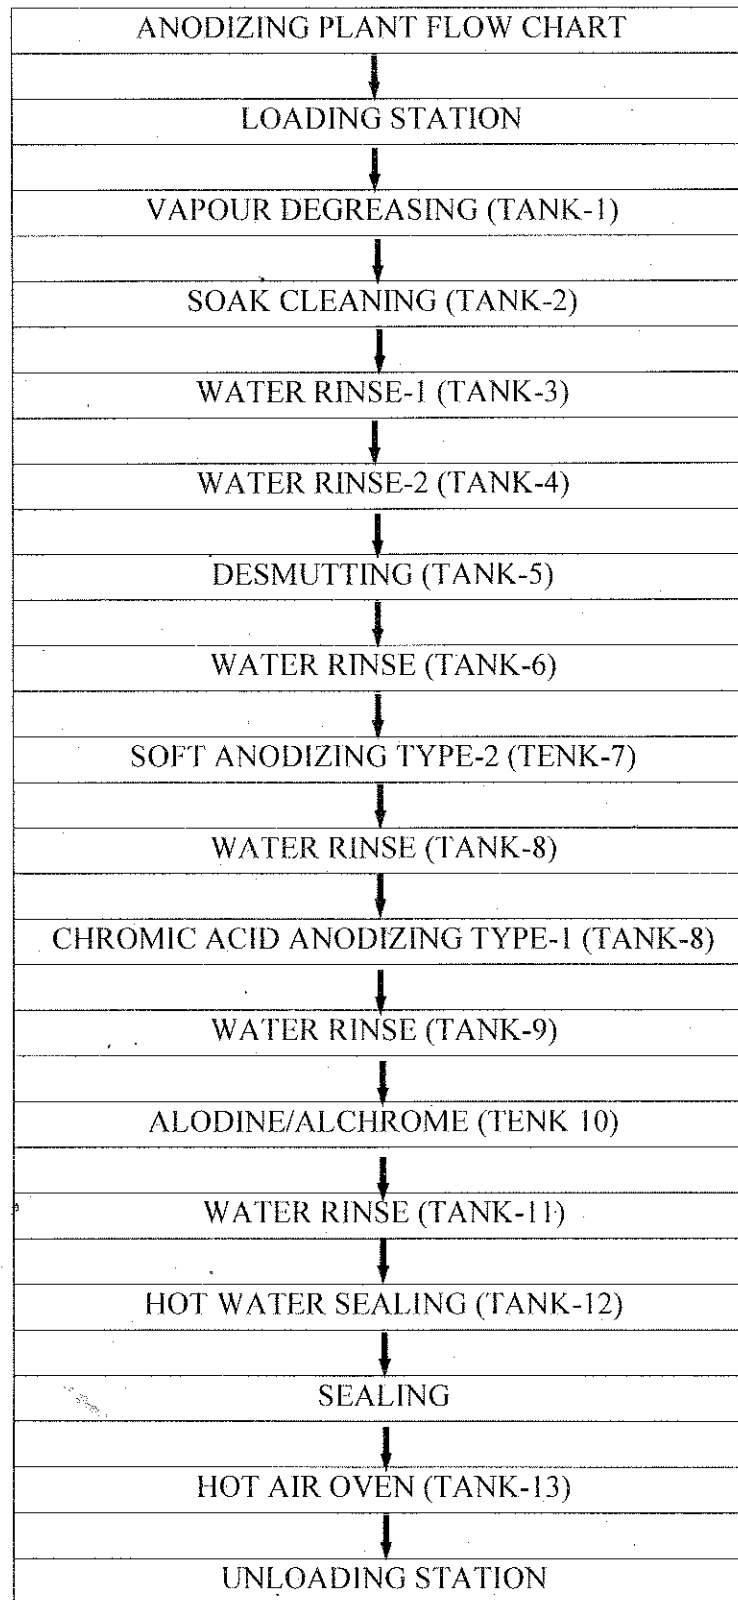 ANODIZING PLANT FLOW CHART
LOADING STATION
VAPOUR DEGREASING (TANK-1)
SOAK CLEANING (TANK-2)
WATER RINSE-1 (TANK-3)
WATER RINSE-2 (TANK-4)
DESMUTTING (TANK-5)
WATER RINSE (TANK-6)
SOFT ANODIZING TYPE-2 (TENK-7)
WATER RINSE (TANK-8)
CHROMIC ACID ANODIZING TYPE-1 (TANK-8)
WATER RINSE (TANK-9)
ALODINE/ALCHROME (TENK 10)
WATER RINSE (TANK-11)
HOT WATER SEALING (TANK-12)
SEALING
HOT AIR OVEN (TANK-13)
UNLOADING STATION